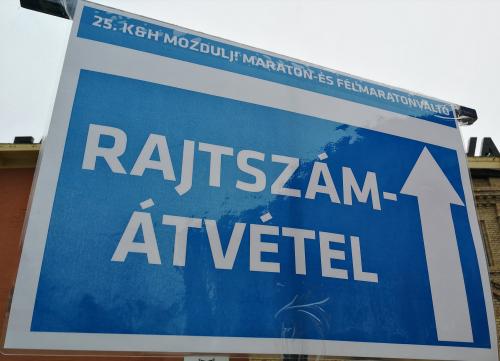 25. K&H MOZDULJ! MARATON-ÉS FÉLMARATONVÁLTÓ
RAJTSZÁM-
ÁTVÉTEL